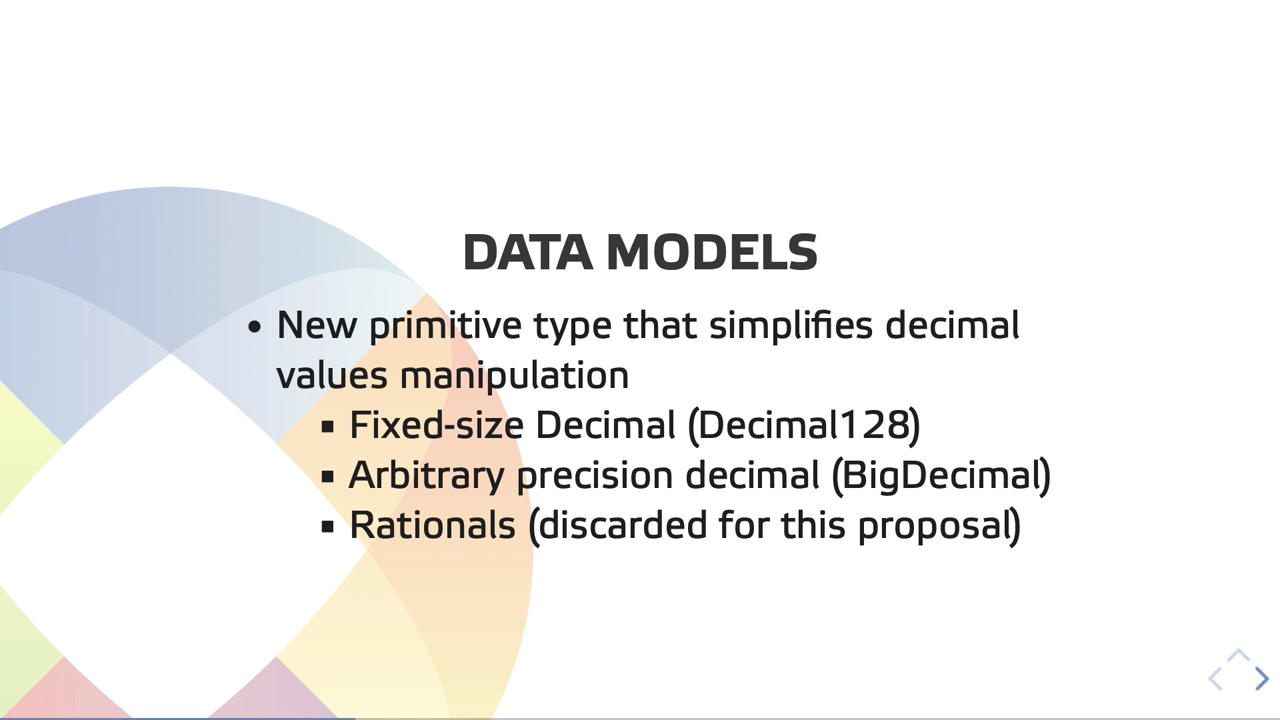 DATA MODELS
• New primitive type that simplifies decimal
values manipulation
▪ Fixed-size Decimal (Decimal128)
▪ Arbitrary precision decimal (BigDecimal)
▪ Rationals (discarded for this proposal)